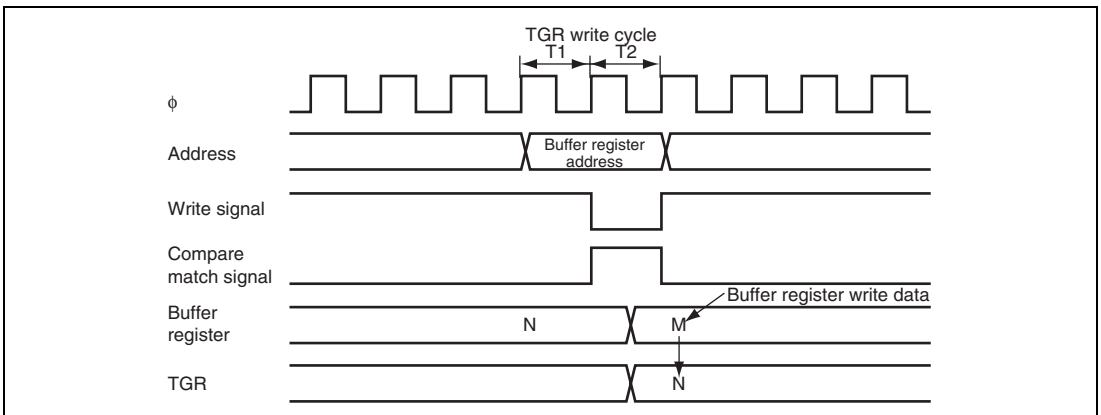 TGR write cycle
T1 T2
φ
Address
Buffer register
address
Write signal
Compare
match signal
Buffer register write data
Buffer
register
N M
TGR
N